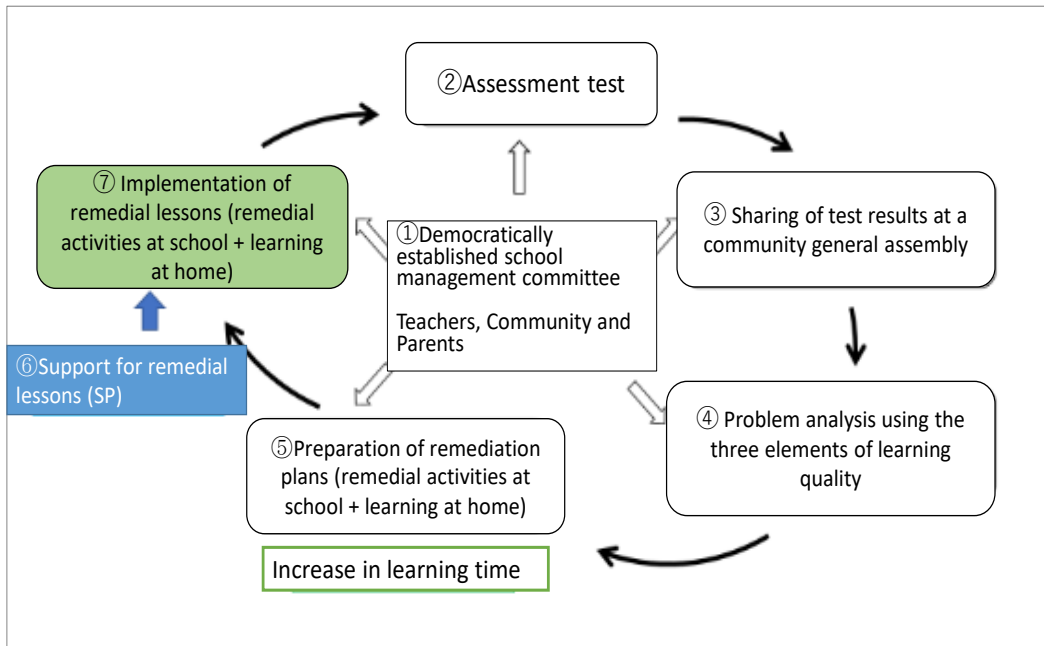 ②Assessment test
⑦ Implementation of
remedial lessons (remedial
activities at school + learning
at home)
①Democratically
established school
management committee
Teachers, Community and
Parents
③ Sharing of test results at a
community general assembly
⑥Support for remedial
lessons (SP)
④ Problem analysis using the
three elements of learning
quality
⑤Preparation of remediation
plans (remedial activities at
school + learning at home)
Increase in learning time